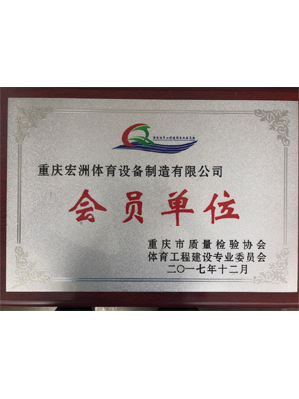 重庆宏洲体育设备制造有限公司
会员单位
重庆市质量检验协会
体育工程建设专业委员会
二〇一七年十二月